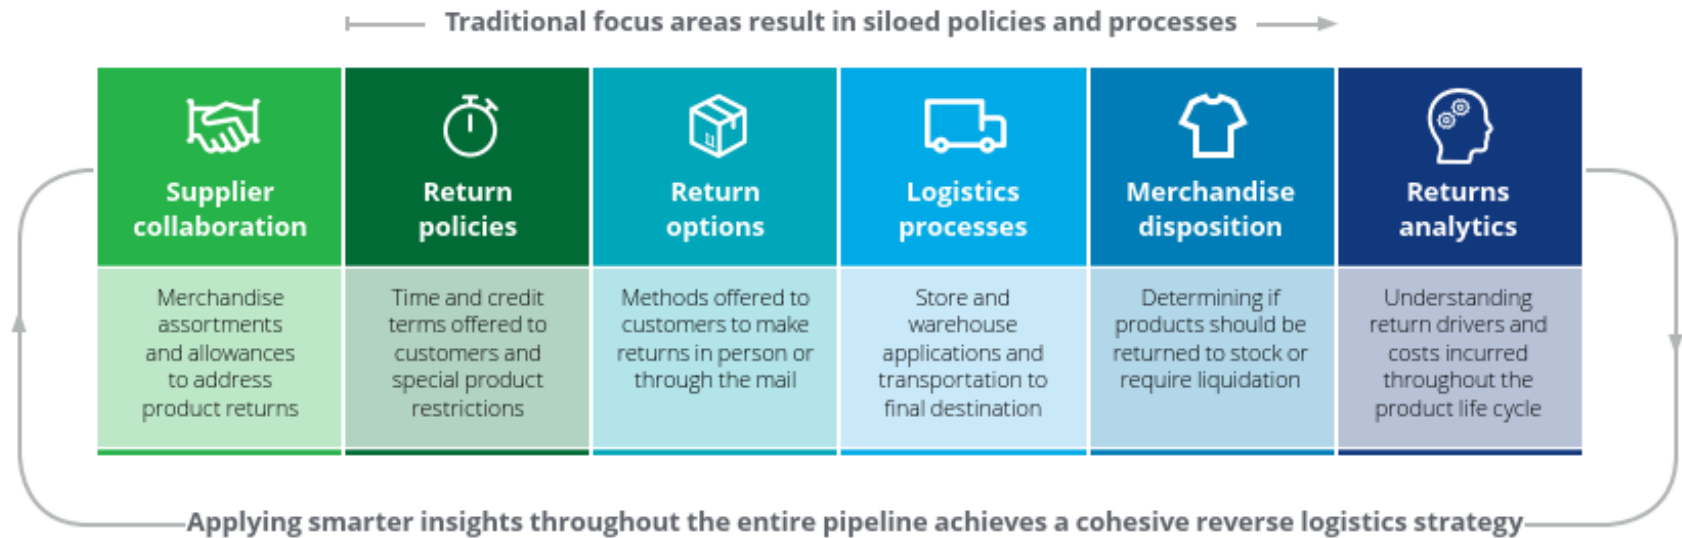 Traditional focus areas result in siloed policies and processes
Supplier
collaboration
Merchandise
assortments
and allowances
to address
product returns
Return
policies
Time and credit
terms offered to
customers and
special product
restrictions
Return
options
Methods offered to
customers to make
returns in person or
through the mail
Logistics
processes
Store and
warehouse
applications and
transportation to
final destination
Merchandise
disposition
Determining if
products should be
returned to stock or
require liquidation
Returns
analytics
Understanding
return drivers and
costs incurred
throughout the
product life cycle
Applying smarter insights throughout the entire pipeline achieves a cohesive reverse logistics strategy